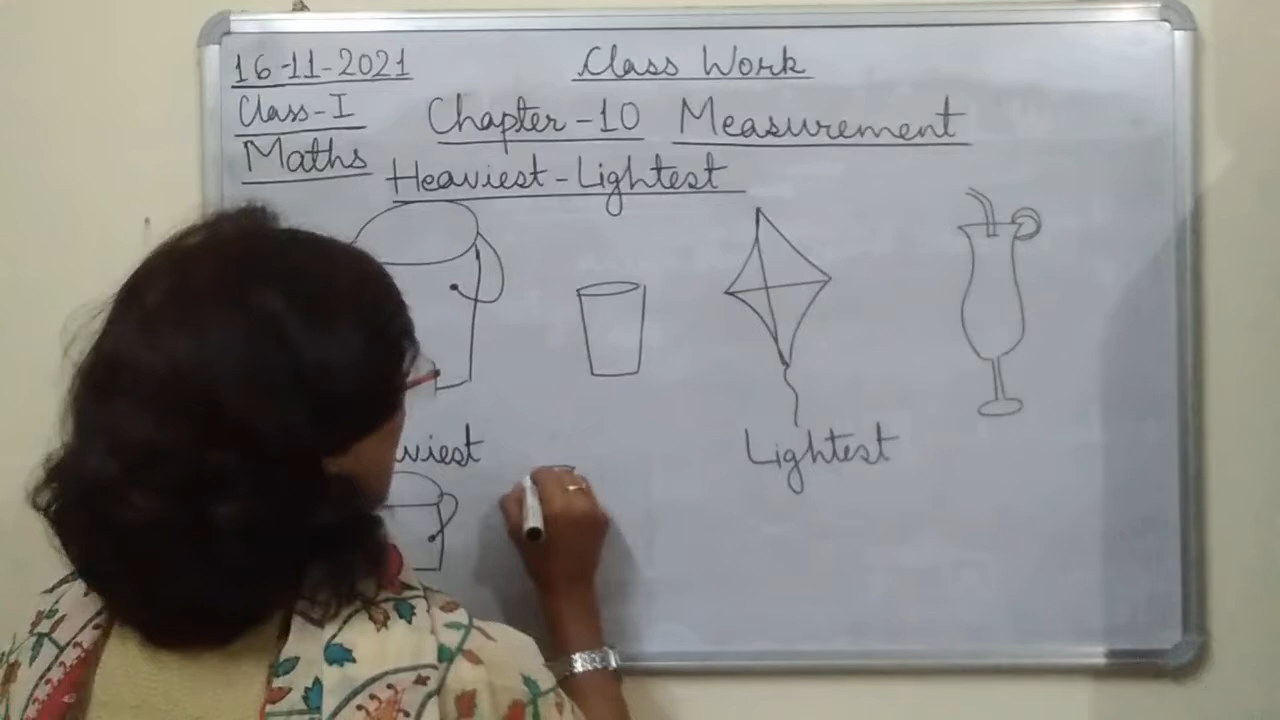 16-11-2021 Class Work
Class-I Chapter-10 Measurement
Maths Heaviest-Lightest
Lightest